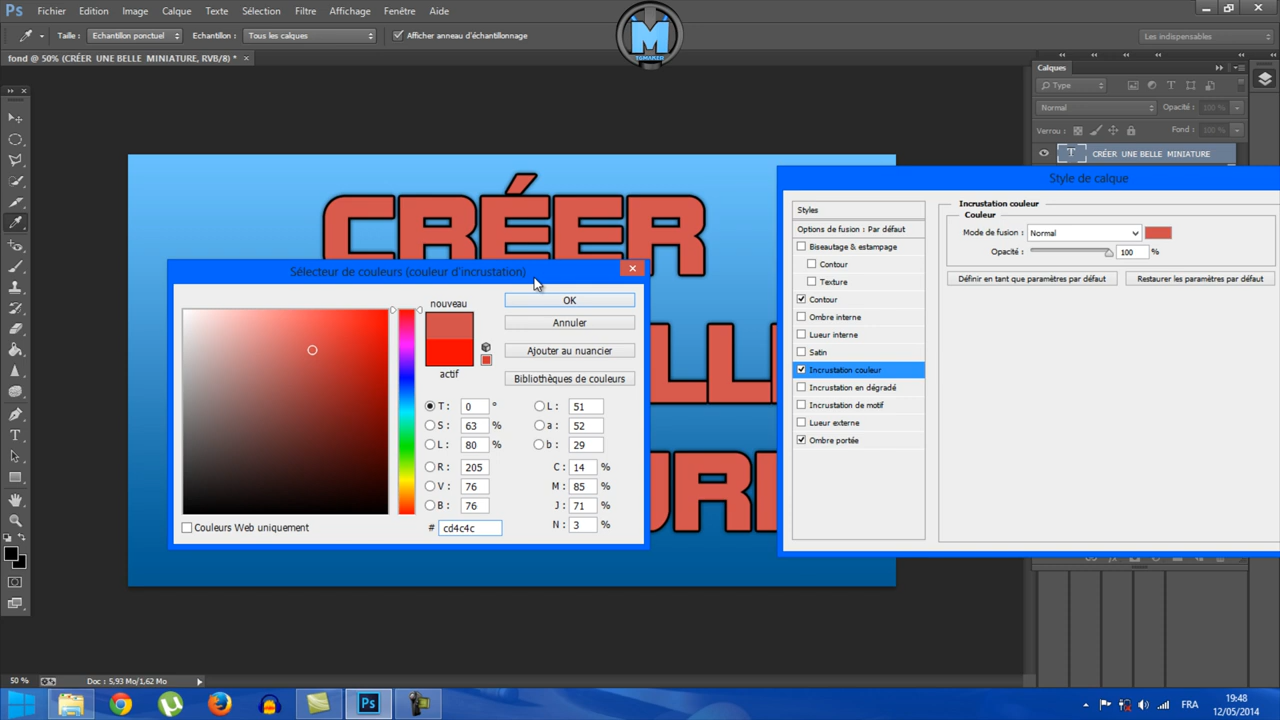 Ps Fichier Edition Image Calque Texte Sélection Filtre Affichage Fenêtre Aide
Taille : Echantillon ponctuel Echantillon : Tous les calques Afficher anneau d'échantillonnage Les indispensables
M
TGMAKER
fond @ 50% (CRÉER UNE BELLE MINIATURE, RVB/8) * ×
Calques
Type
Normal Opacité : 100 %
Verrou : Fond : 100 %
T CRÉER UNE BELLE MINIATURE
CRÉER
Style de calque
Styles
Options de fusion : Par défaut
Biseautage & estampage
Contour
Texture
Contour
Ombre interne
Lueur interne
Satin
Incrustation couleur
Incrustation en dégradé
Incrustation de motif
Lueur externe
Ombre portée
Incrustation couleur
Couleur
Mode de fusion : Normal
Opacité : 100 %
Définir en tant que paramètres par défaut Restaurer les paramètres par défaut
Sélecteur de couleurs (couleur d'incrustation)
nouveau
actif
OK
Annuler
Ajouter au nuancier
Bibliothèques de couleurs
T : 0 ° L : 51
S : 63 % a : 52
L : 80 % b : 29
R : 205 C : 14 %
V : 76 M : 85 %
B : 76 J : 71 %
# cd4c4c N : 3 %
Couleurs Web uniquement
LL
UR
50 % Doc : 5,93 Mo/1,62 Mo
Ps
FRA
19:48
12/05/2014